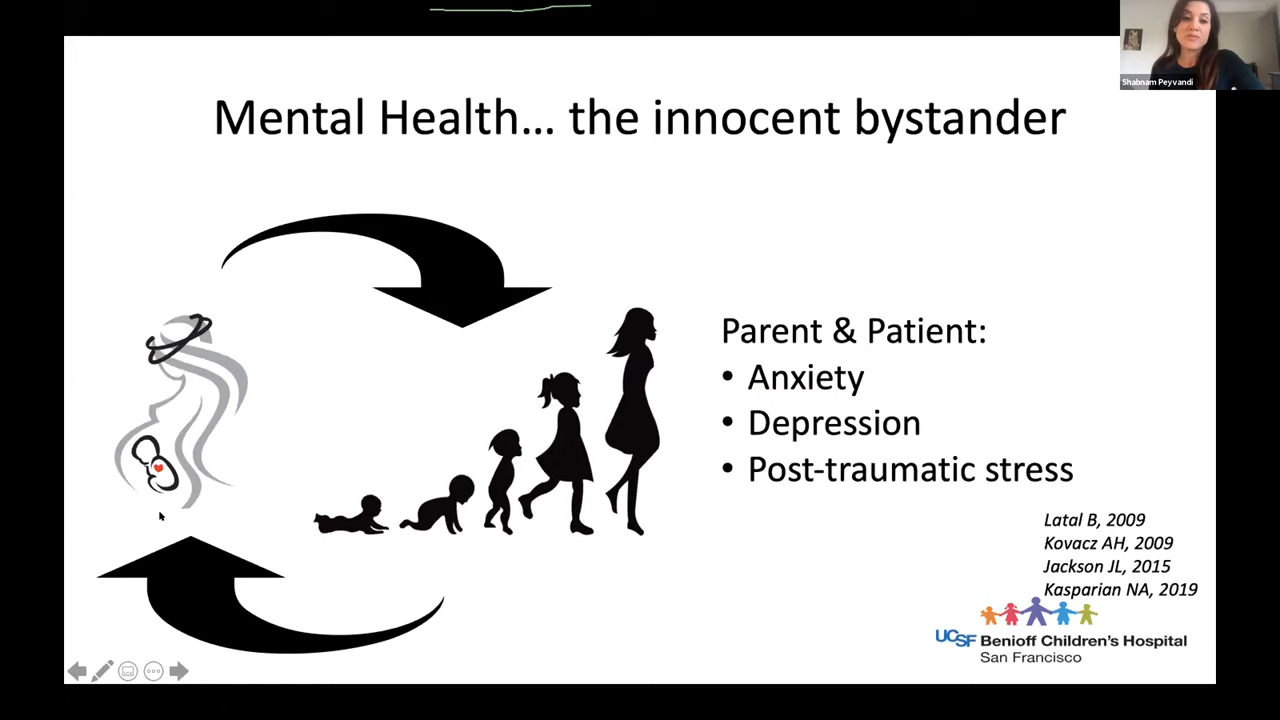 Shabnam Peyvandi
Mental Health... the innocent bystander
Parent & Patient:
• Anxiety
• Depression
• Post-traumatic stress
Latal B, 2009
Kovacz AH, 2009
Jackson JL, 2015
Kasparian NA, 2019
UCSF Benioff Children's Hospital
San Francisco